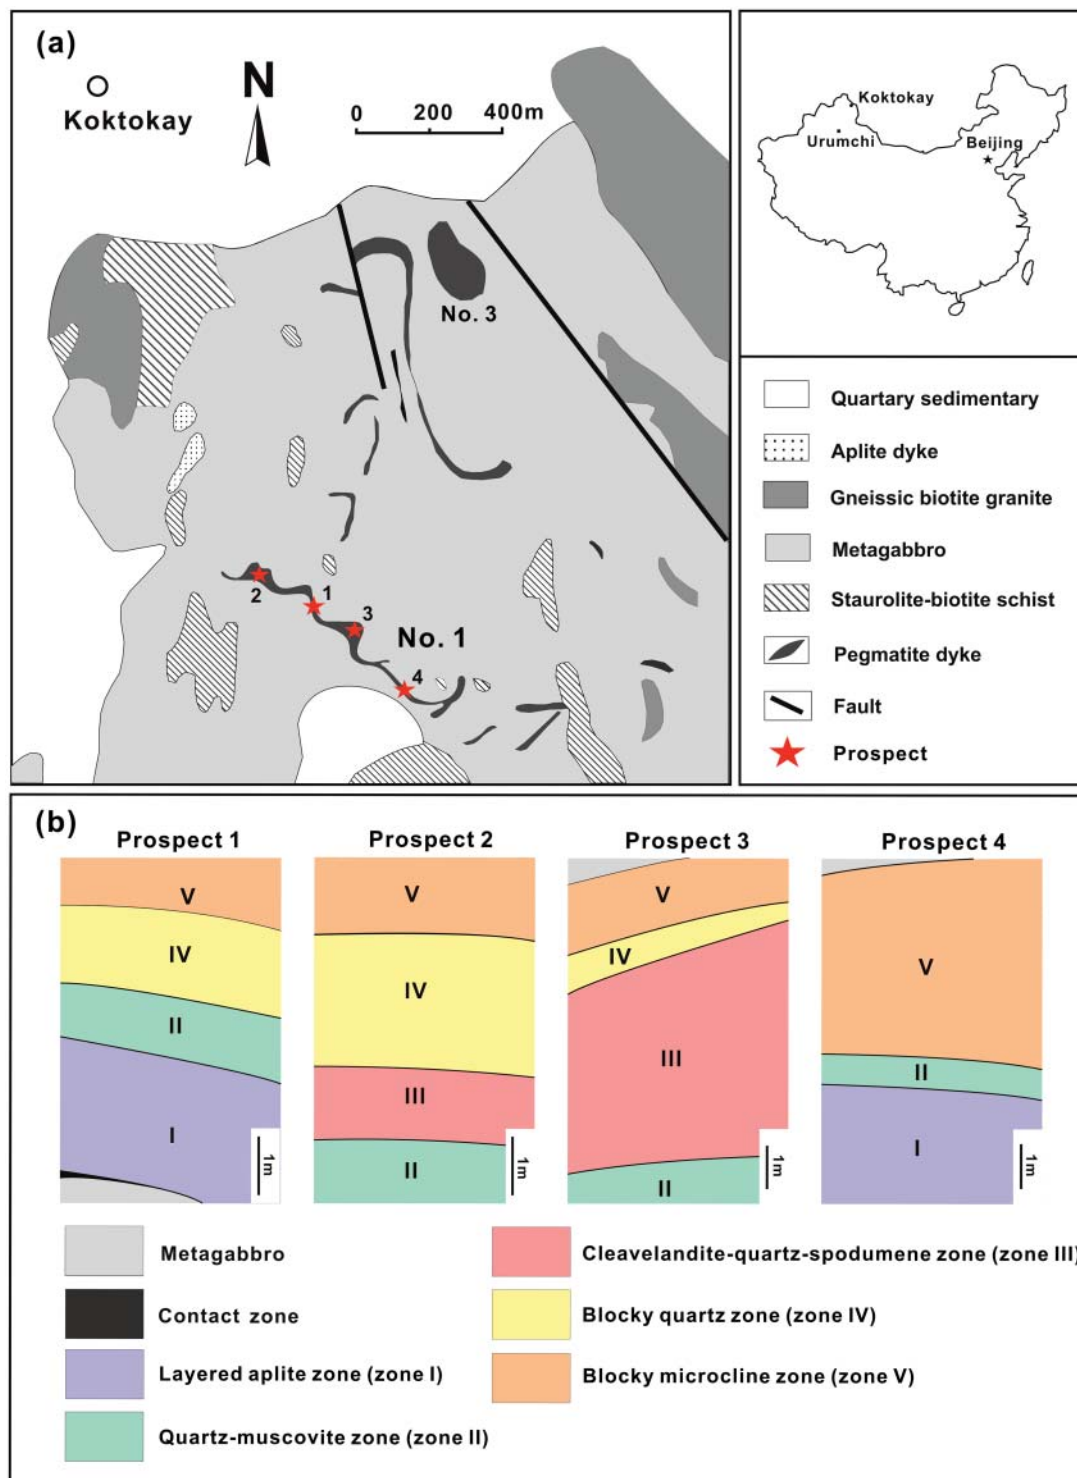 (a)
Koktokay
N
0 200 400m
No. 3
2
1
3
No. 1
4
Koktokay
Urumchi
Beijing
Quartary sedimentary
Aplite dyke
Gneissic biotite granite
Metagabbro
Staurolite-biotite schist
Pegmatite dyke
Fault
Prospect
(b)
Prospect 1
V
IV
II
I
1m
Prospect 2
V
IV
III
II
Prospect 3
V
IV
III
II
1m
Prospect 4
V
II
I
1m
Metagabbro
Contact zone
Layered aplite zone (zone I)
Quartz-muscovite zone (zone II)
Cleavelandite-quartz-spodumene zone (zone III)
Blocky quartz zone (zone IV)
Blocky microcline zone (zone V)
1m